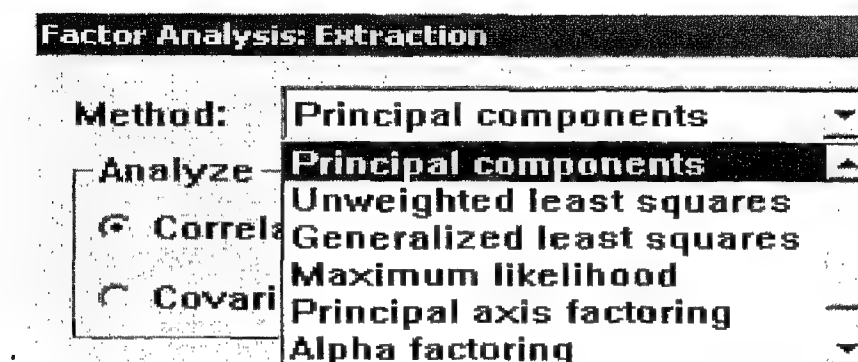 Factor Analysis: Extraction
Method: Principal components
Analyze Principal components
Unweighted least squares
Correla Generalized least squares
Maximum likelihood
Covari Principal axis factoring
Alpha factoring